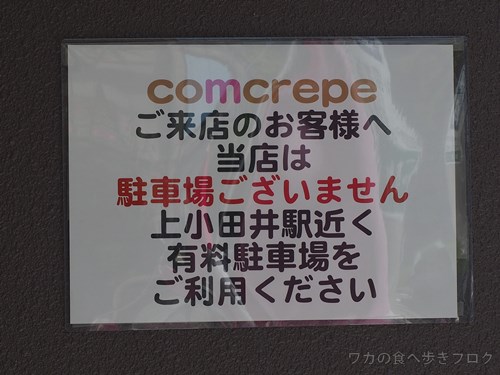 comcrepe
ご来店のお客様へ
当店は
駐車場ございません
上小田井駅近く
有料駐車場を
ご利用ください
ワカの食べ歩きブログ